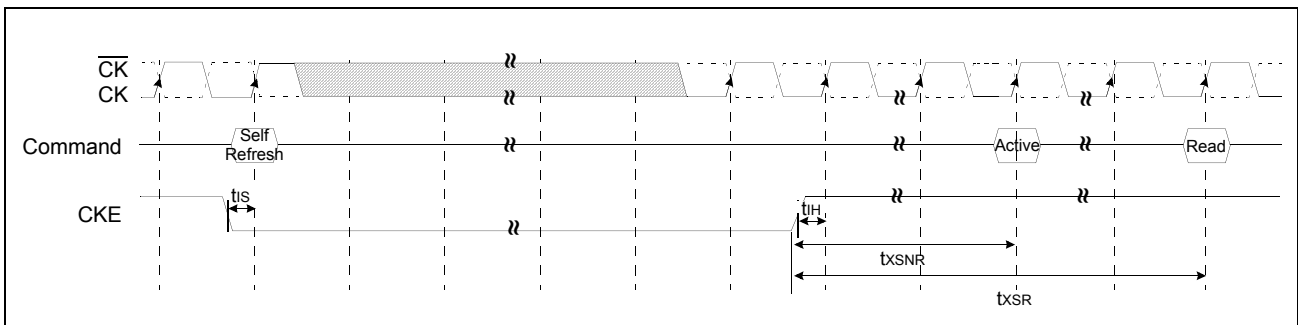 CK
CK
Command
Self
Refresh
Active
Read
CKE
tIS
tIH
tXSNR
tXSR